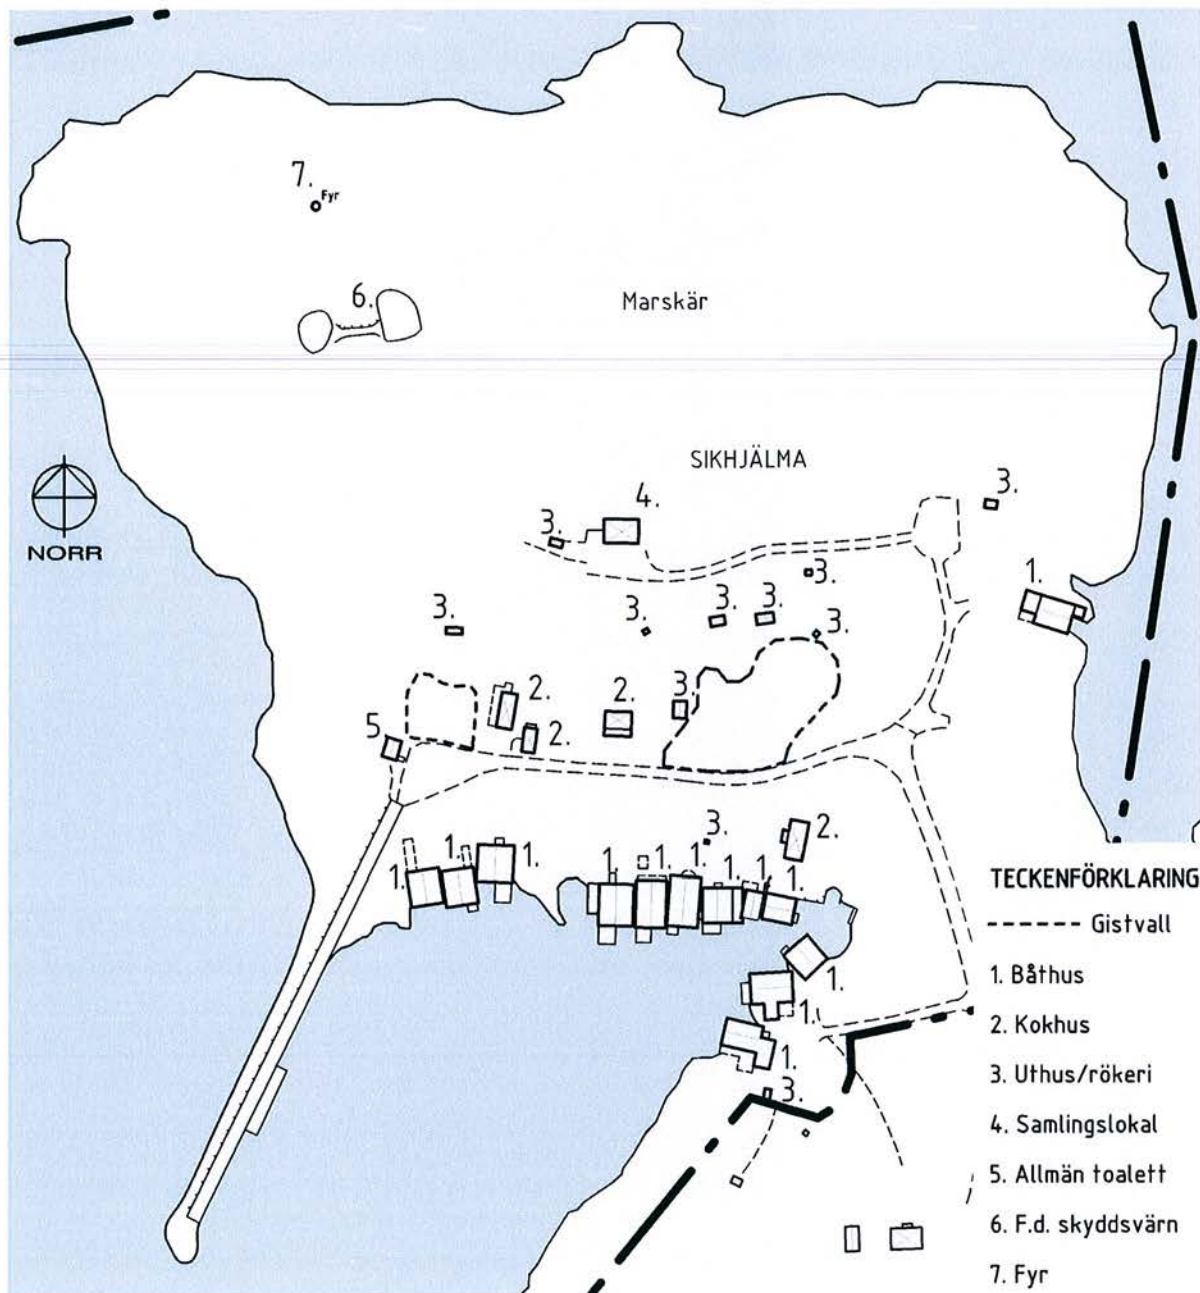 7. Fyr
6.
Marskär
SIKHJÄLMA
NORR
4.
3.
3.
3.
1.
3.
3.
3.
3.
3.
2.
2.
3.
5
2.
3.
2.
1.
1.
1.
1.
1.
1.
1.
1.
1.
1.
1.
1.
3.
TECKENFÖRKLARING
Gistvall
1. Båthus
2. Kokhus
3. Uthus/rökeri
4. Samlingslokal
5. Allmän toalett
6. F.d. skyddsvärn
7. Fyr